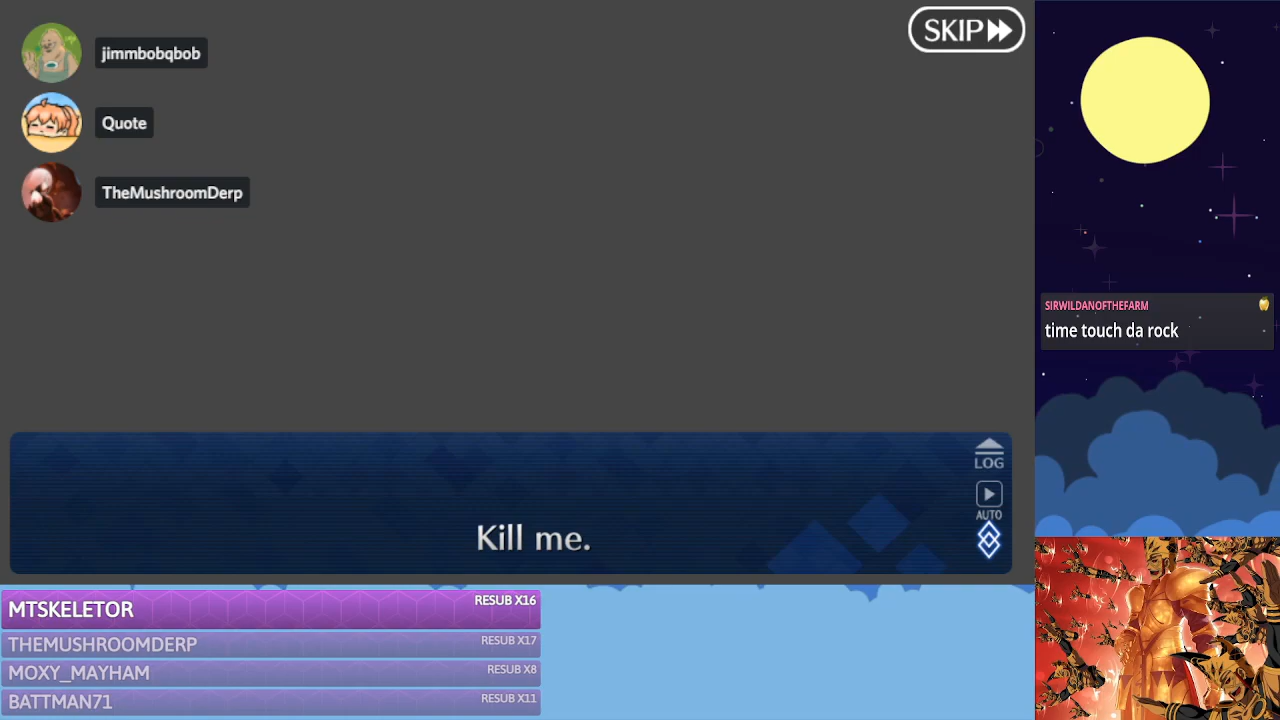 jimmbobqbob
SKIP
Quote
TheMushroomDerp
SIRWILDANOFTHEFARM
time touch da rock
LOG
AUTO
Kill me.
MTSKELETOR RESUB X16
THEMUSHROOMDERP RESUB X17
MOXY_MAYHAM RESUB X8
BATTMAN71 RESUB X11